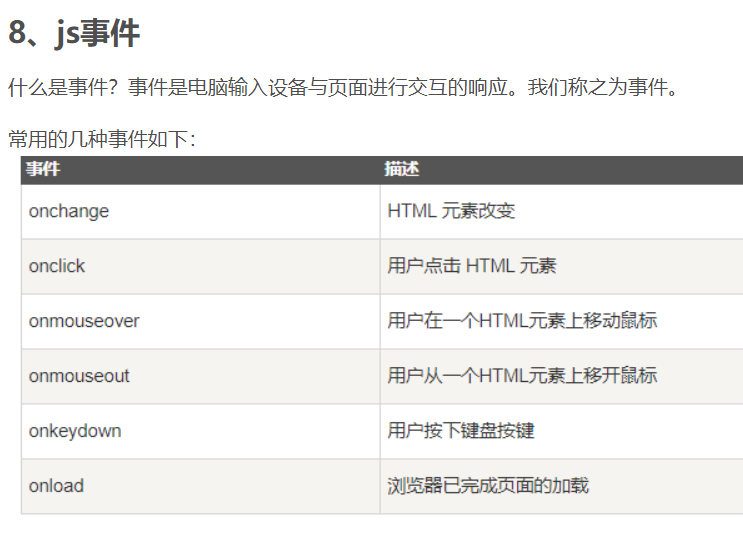 8、js事件
什么是事件？事件是电脑输入设备与页面进行交互的响应。我们称之为事件。
常用的几种事件如下：
事件 描述
onchange HTML 元素改变
onclick 用户点击 HTML 元素
onmouseover 用户在一个HTML元素上移动鼠标
onmouseout 用户从一个HTML元素上移开鼠标
onkeydown 用户按下键盘按键
onload 浏览器已完成页面的加载